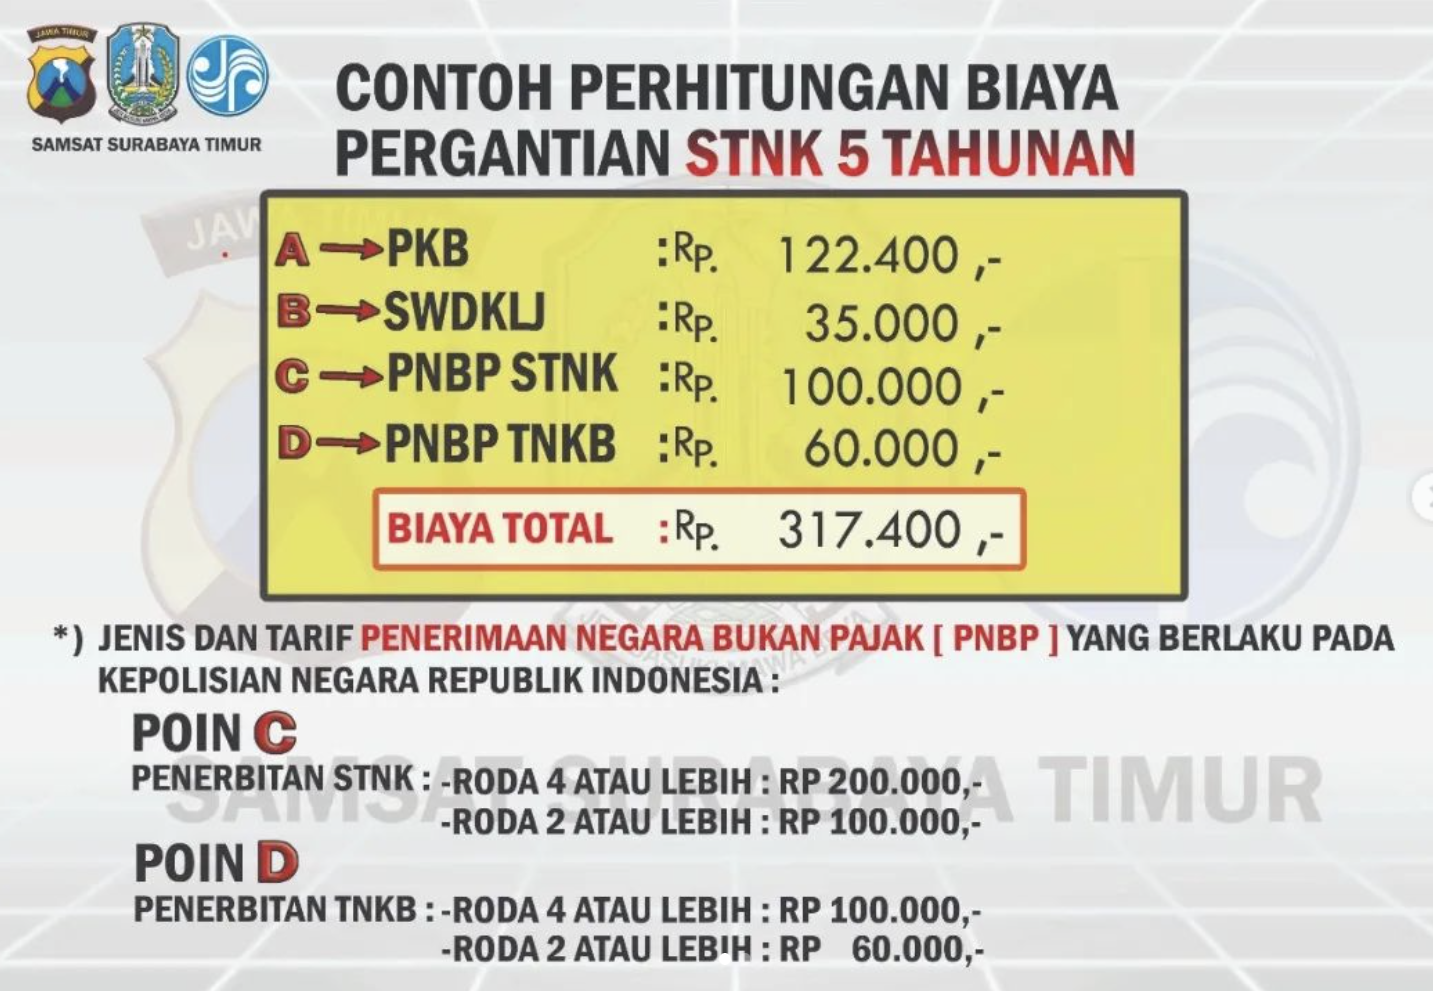 JAWA TIMUR
SAMSAT SURABAYA TIMUR
CONTOH PERHITUNGAN BIAYA
PERGANTIAN STNK 5 TAHUNAN
A PKB :RP. 122.400 ,-
B SWDKLJ :RP. 35.000 ,-
C PNBP STNK :RP. 100.000 ,-
D PNBP TNKB :RP. 60.000 ,-
BIAYA TOTAL :RP. 317.400 ,-
*) JENIS DAN TARIF PENERIMAAN NEGARA BUKAN PAJAK [ PNBP ] YANG BERLAKU PADA
KEPOLISIAN NEGARA REPUBLIK INDONESIA :
POIN C
PENERBITAN STNK : -RODA 4 ATAU LEBIH : RP 200.000,-
-RODA 2 ATAU LEBIH : RP 100.000,-
POIN D
PENERBITAN TNKB : -RODA 4 ATAU LEBIH : RP 100.000,-
-RODA 2 ATAU LEBIH : RP 60.000,-
JAWA TIMUR
SAMSAT SURABAYA TIMUR